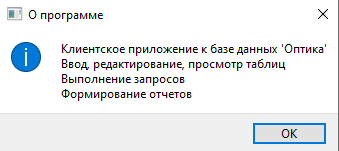 О программе
Клиентское приложение к базе данных 'Оптика'
Ввод, редактирование, просмотр таблиц
Выполнение запросов
Формирование отчетов
OK